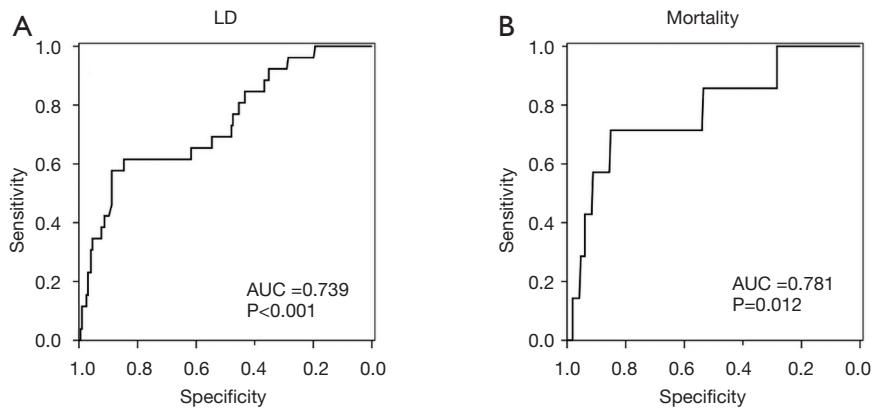 A
LD
1.0
0.8
0.6
0.4
0.2
0.0
Sensitivity
AUC =0.739
P<0.001
1.0 0.8 0.6 0.4 0.2 0.0
Specificity
B
Mortality
1.0
0.8
0.6
0.4
0.2
0.0
Sensitivity
AUC =0.781
P=0.012
1.0 0.8 0.6 0.4 0.2 0.0
Specificity